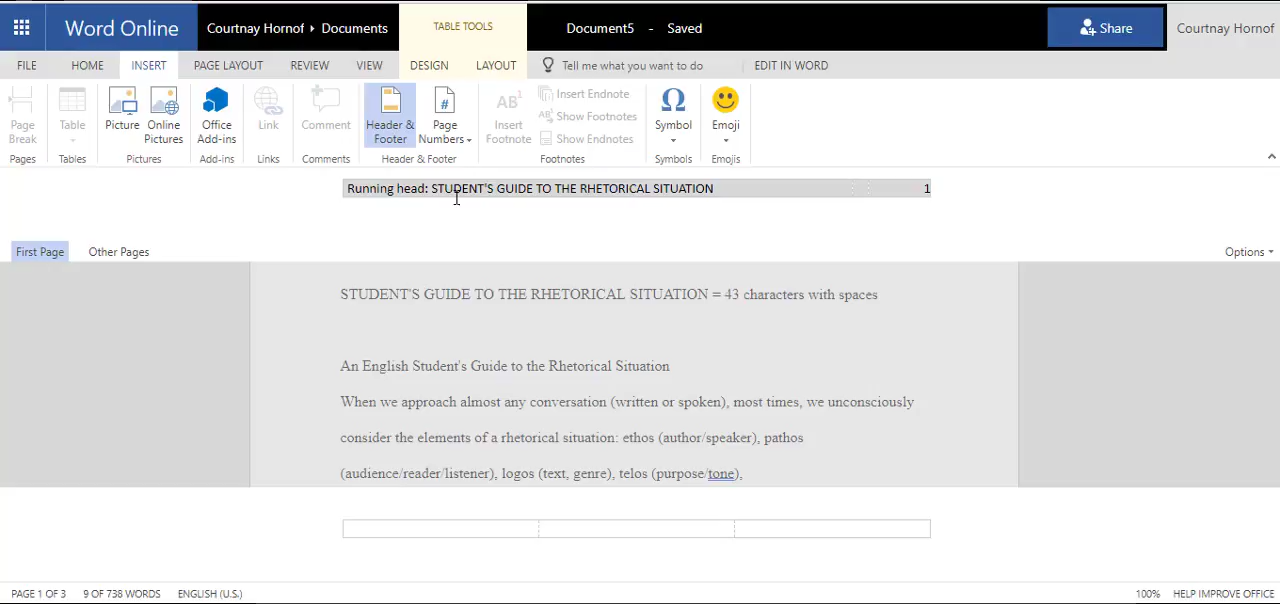 Word Online Courtnay Hornof ▸ Documents TABLE TOOLS Document5 - Saved Share Courtnay Hornof
FILE HOME INSERT PAGE LAYOUT REVIEW VIEW DESIGN LAYOUT Tell me what you want to do EDIT IN WORD
Page Break
Table
Picture
Online Pictures
Office Add-ins
Link
Comment
Header & Footer
# Page Numbers
AB¹ Insert Footnote
Insert Endnote
Show Footnotes
Show Endnotes
Ω Symbol
Emoji
Pages Tables Pictures Add-ins Links Comments Header & Footer Footnotes Symbols Emojis
Running head: STUDENT'S GUIDE TO THE RHETORICAL SITUATION 1
First Page Other Pages Options
STUDENT'S GUIDE TO THE RHETORICAL SITUATION = 43 characters with spaces
An English Student's Guide to the Rhetorical Situation
When we approach almost any conversation (written or spoken), most times, we unconsciously
consider the elements of a rhetorical situation: ethos (author/speaker), pathos
(audience/reader/listener), logos (text, genre), telos (purpose/tone),
PAGE 1 OF 3 9 OF 738 WORDS ENGLISH (U.S.) 100% HELP IMPROVE OFFICE